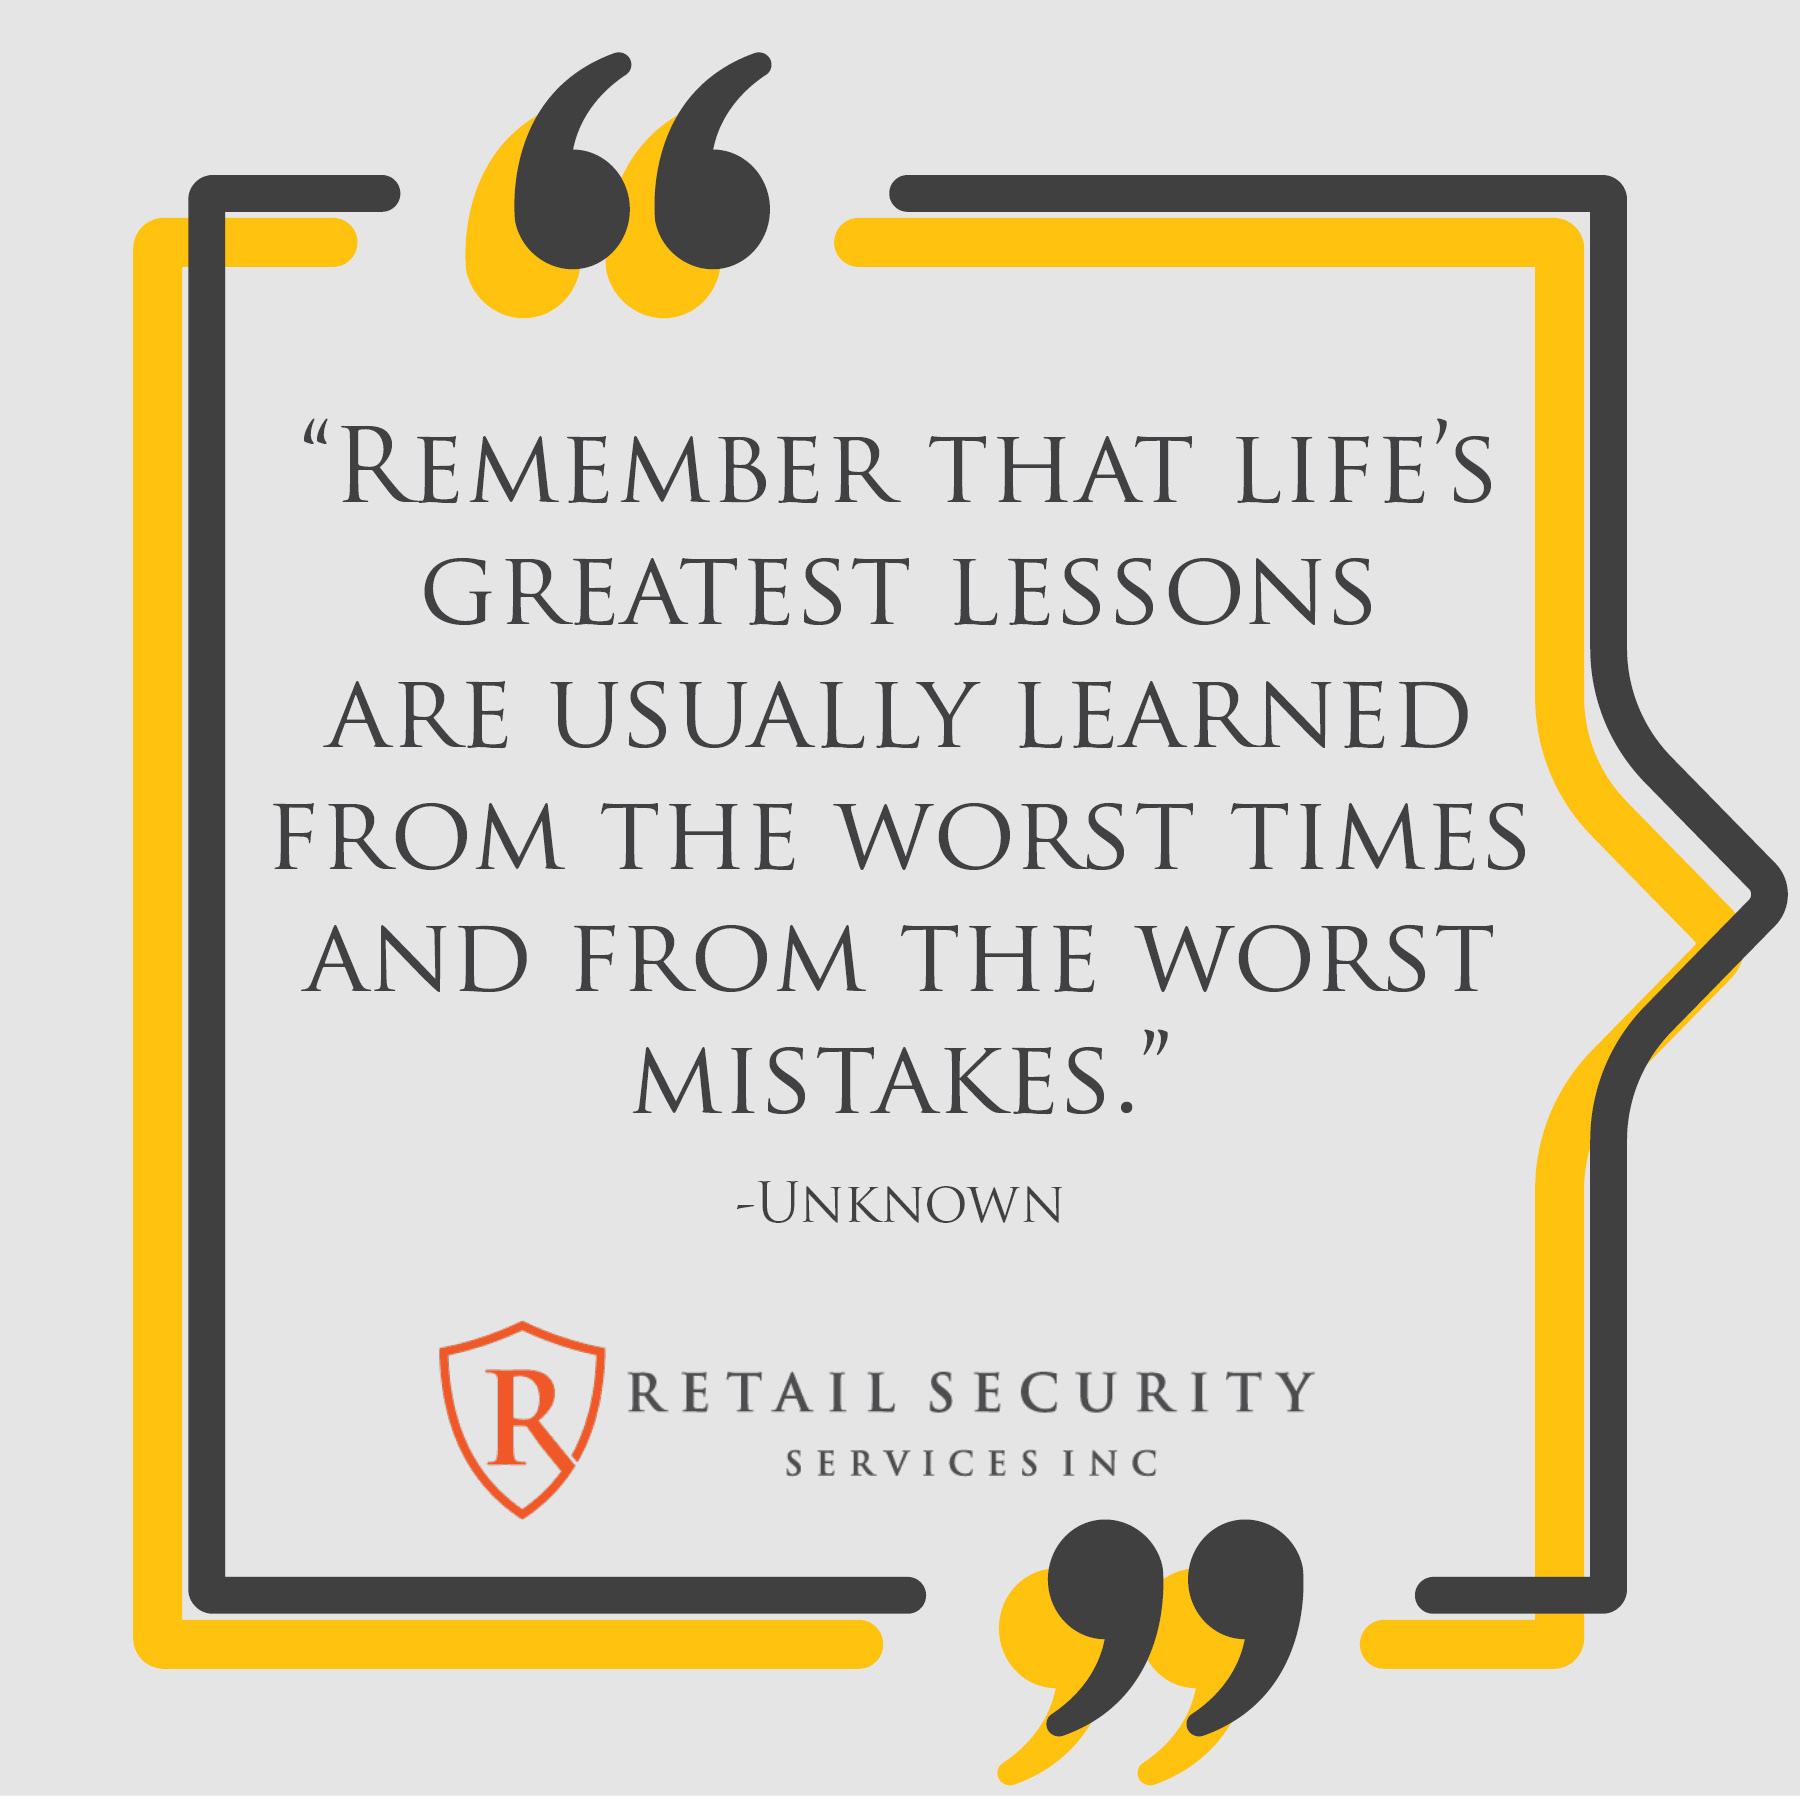 “Remember that life’s
greatest lessons
are usually learned
from the worst times
and from the worst
mistakes.”
-Unknown
R
RETAIL SECURITY
SERVICES INC